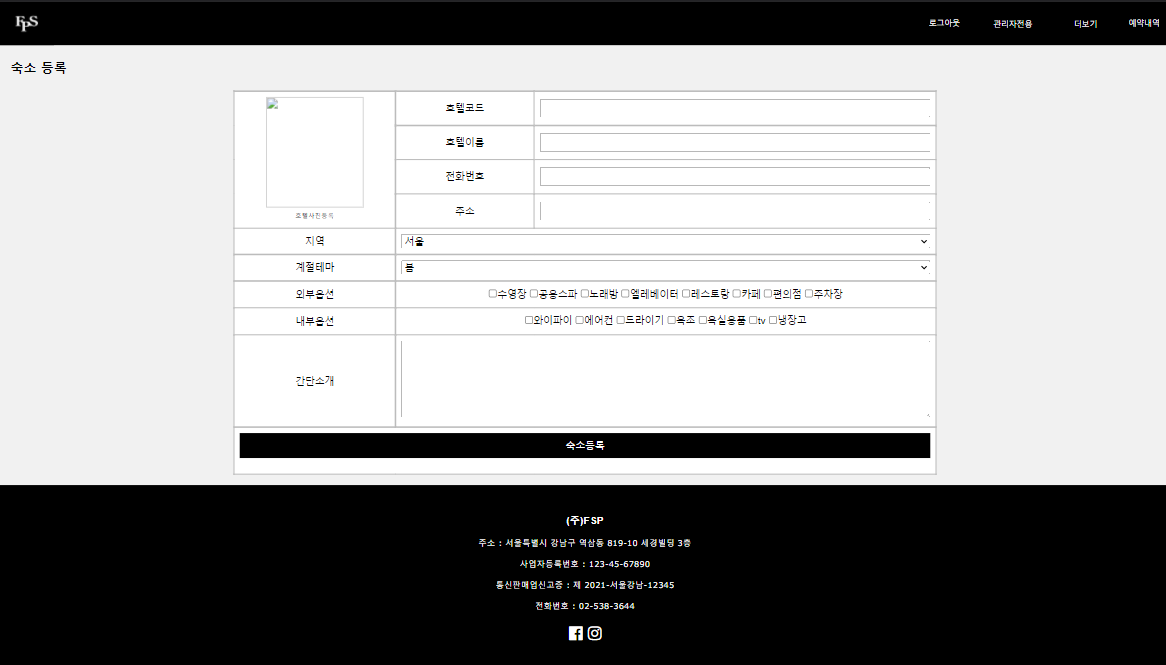 FPS
로그아웃 관리자전용 더보기 예약내역
숙소 등록
호텔코드
호텔이름
전화번호
주소
호텔사진등록
지역 서울
계절테마 봄
외부옵션 수영장 공용스파 노래방 엘레베이터 레스토랑 카페 편의점 주차장
내부옵션 와이파이 에어컨 드라이기 욕조 욕실용품 tv 냉장고
간단소개
숙소등록
(주)FSP
주소 : 서울특별시 강남구 역삼동 819-10 세경빌딩 3층
사업자등록번호 : 123-45-67890
통신판매업신고증 : 제 2021-서울강남-12345
전화번호 : 02-538-3644